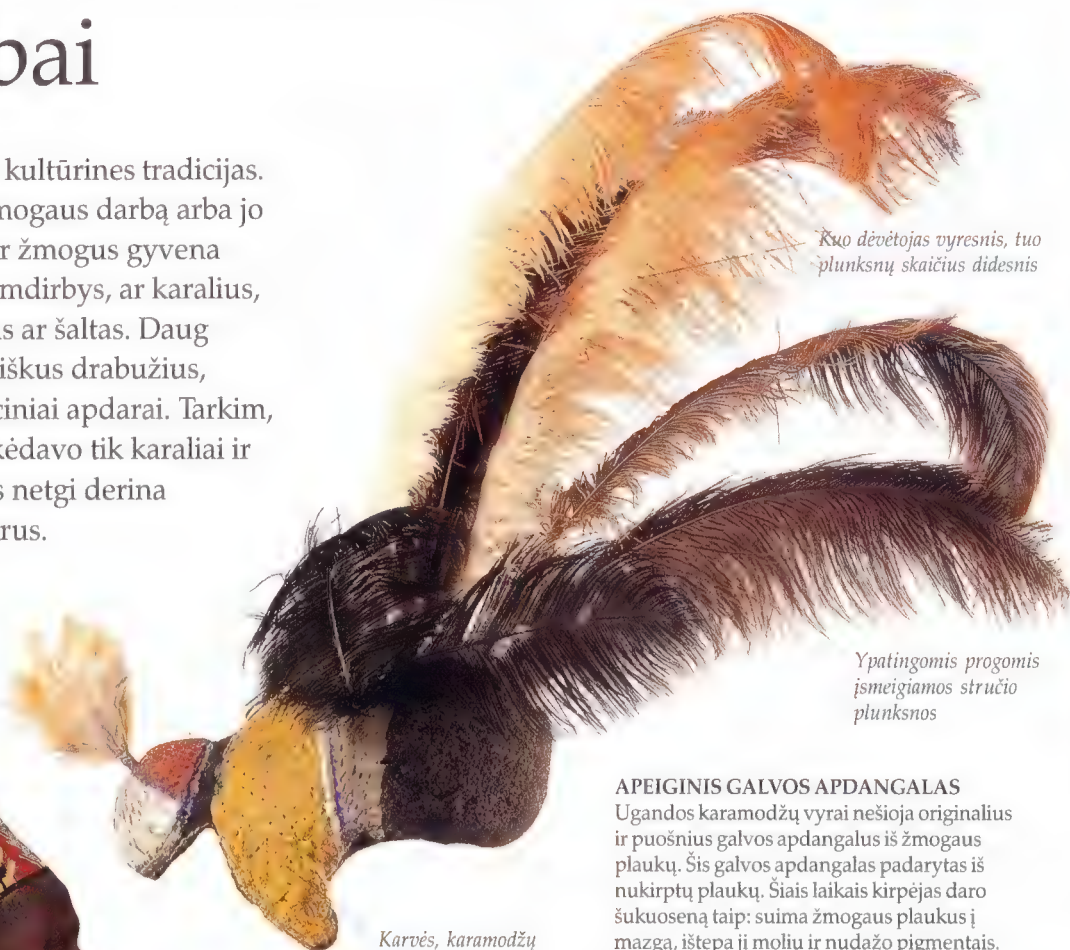 bai
kultūrines tradicijas.
mogaus darbą arba jo
r žmogus gyvena
mdirbys, ar karalius,
s ar šaltas. Daug
iškus drabužius,
ciniai apdarai. Tarkim,
kėdavo tik karaliai ir
s netgi derina
rus.
Kuo dėvėtojas vyresnis, tuo
plunksnų skaičius didesnis
Ypatingomis progomis
įsmeigiamos stručio
plunksnos
APEIGINIS GALVOS APDANGALAS
Ugandos karamodžų vyrai nešioja originalius
ir puošnius galvos apdangalus iš žmogaus
plaukų. Šis galvos apdangalas padarytas iš
nukirptų plaukų. Šiais laikais kirpėjas daro
šukuoseną taip: suima žmogaus plaukus į
mazgą, ištepa jį moliu ir nudažo pigmentais.
Karvės, karamodžų